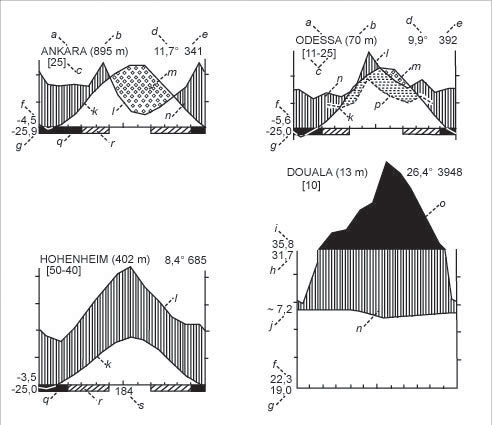 a b d e
ANKARA (895 m) 11,7° 341
[25] c
m
f l k n
-4,5
-25,9
g q r
a b d e
ODESSA (70 m) 9,9° 392
[11-25] l m
c
n
k p
f
-5,6
-25,0
g
DOUALA (13 m) 26,4° 3948
[10]
o
i
35,8
31,7
h
~ 7,2
j n
f
22,3
19,0
g
HOHENHEIM (402 m) 8,4° 685
[50-40]
l
k
-3,5
-25,0
184
q r s